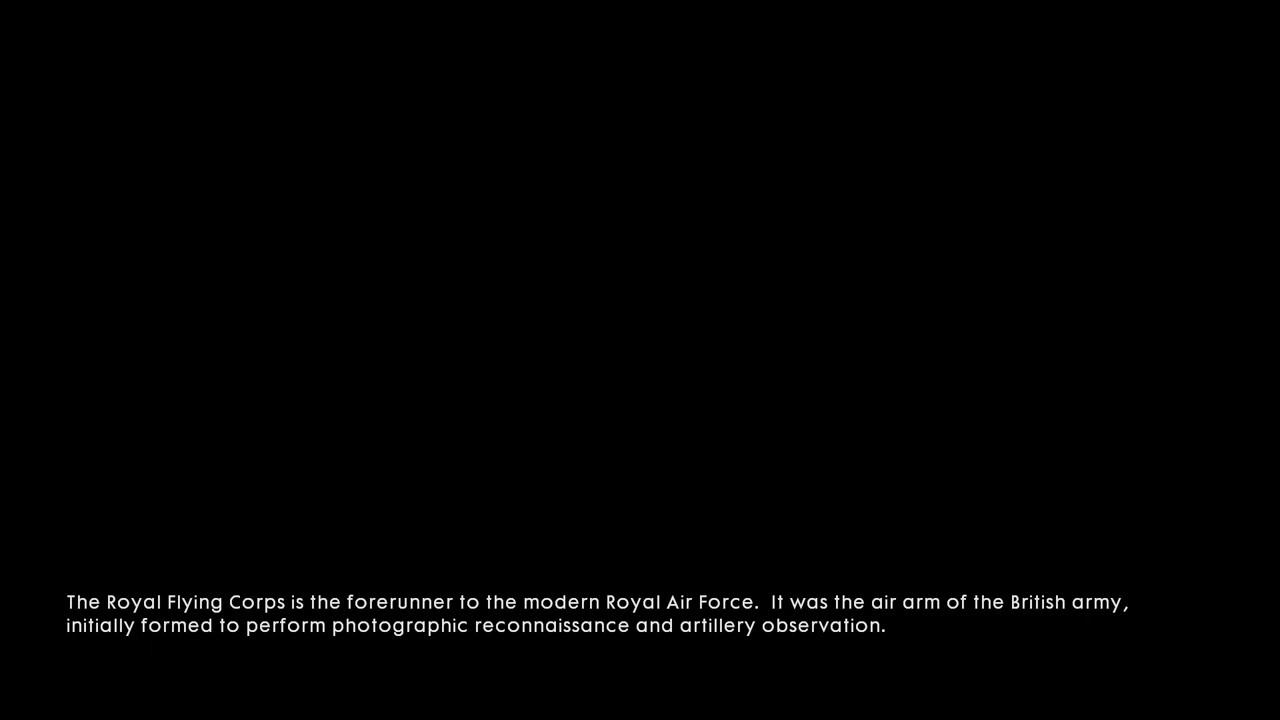 The Royal Flying Corps is the forerunner to the modern Royal Air Force.  It was the air arm of the British army,
initially formed to perform photographic reconnaissance and artillery observation.